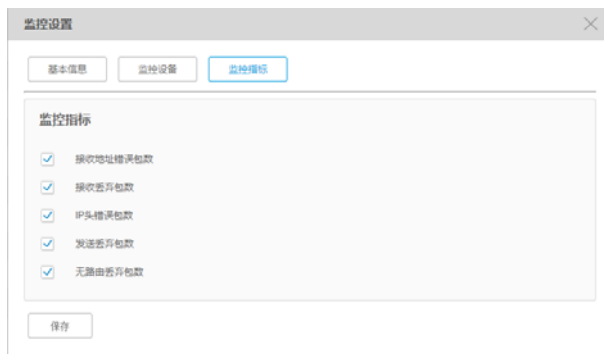 监控设置
基本信息 监控设备 监控指标
监控指标
接收地址错误包数
接收丢弃包数
IP头错误包数
发送丢弃包数
无路由丢弃包数
保存